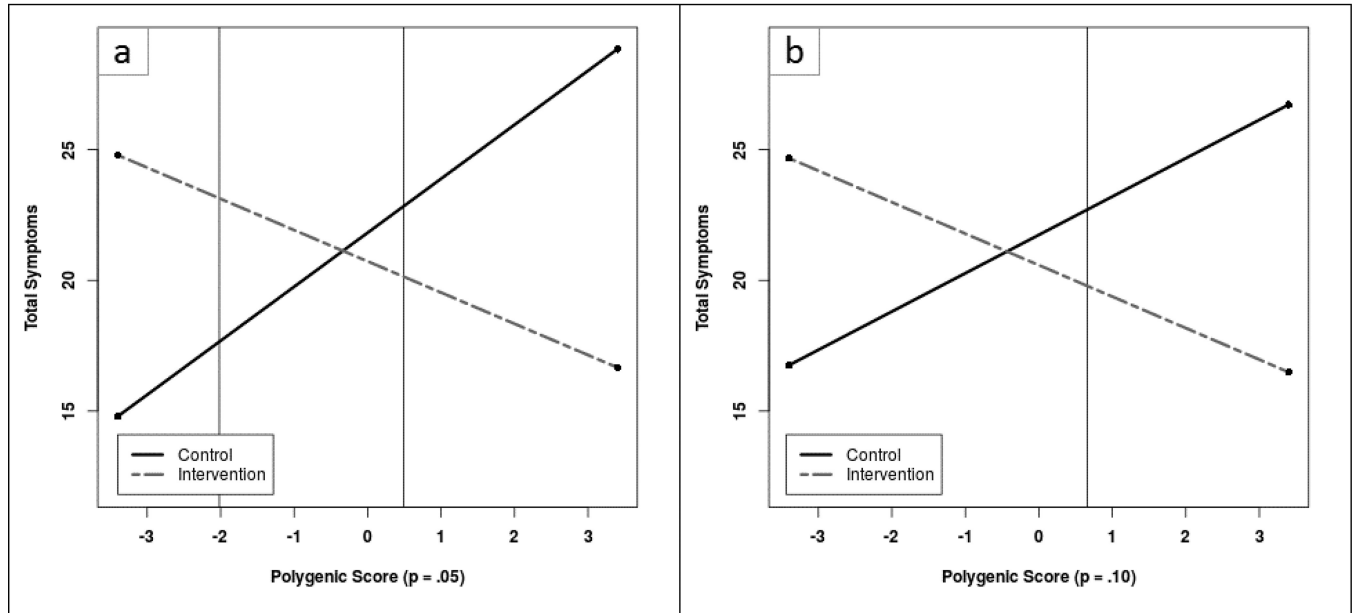 a
Total Symptoms
25
20
15
Control
Intervention
-3 -2 -1 0 1 2 3
Polygenic Score (p = .05)
b
Total Symptoms
25
20
15
Control
Intervention
-3 -2 -1 0 1 2 3
Polygenic Score (p = .10)